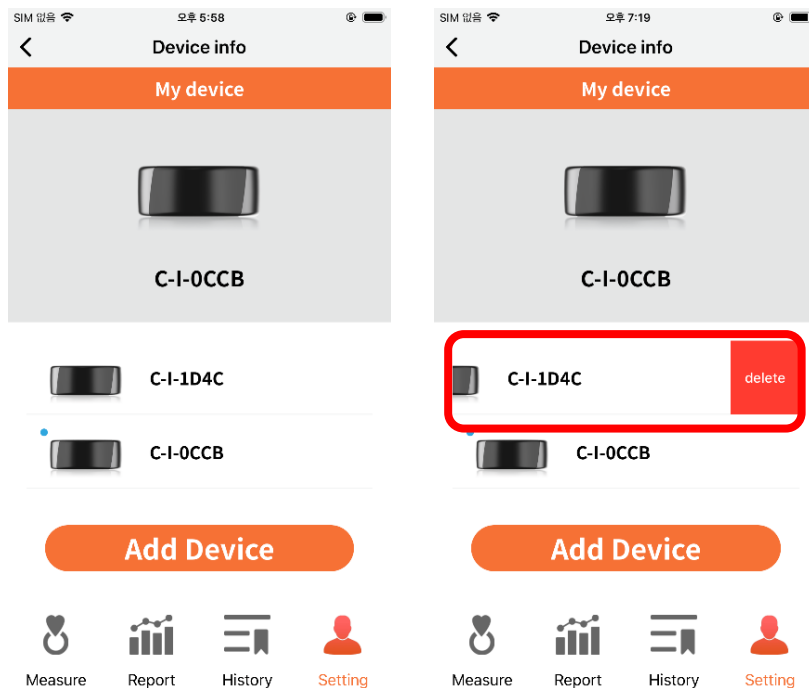 SIM 없음 오후 5:58
Device info
My device
C-I-0CCB
C-I-1D4C
C-I-0CCB
Add Device
Measure Report History Setting
SIM 없음 오후 7:19
Device info
My device
C-I-0CCB
C-I-1D4C delete
C-I-0CCB
Add Device
Measure Report History Setting